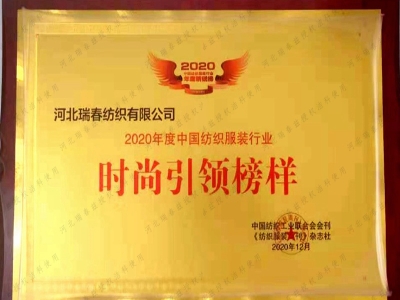 2020
河北瑞春纺织有限公司
2020年度中国纺织服装行业
时尚引领榜样
中国纺织工业联合会会刊
《纺织服装周刊》杂志社
2020年12月